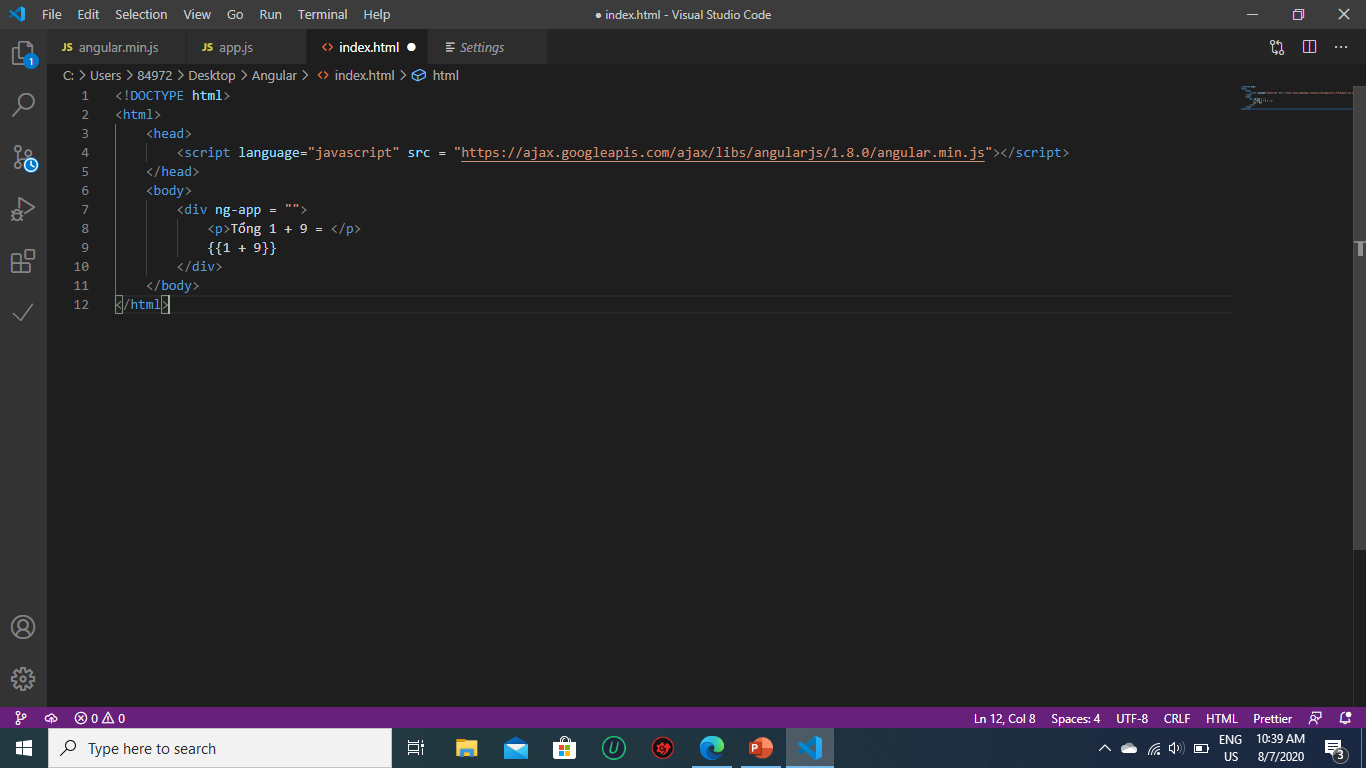 File Edit Selection View Go Run Terminal Help ● index.html - Visual Studio Code
JS angular.min.js JS app.js <> index.html ● Settings
C: > Users > 84972 > Desktop > Angular > <> index.html > html
1 <!DOCTYPE html>
2 <html>
3 <head>
4 <script language="javascript" src = "https://ajax.googleapis.com/ajax/libs/angularjs/1.8.0/angular.min.js"></script>
5 </head>
6 <body>
7 <div ng-app = "">
8 <p>Tổng 1 + 9 = </p>
9 {{1 + 9}}
10 </div>
11 </body>
12 </html>
1
0 0 Ln 12, Col 8 Spaces: 4 UTF-8 CRLF HTML Prettier
Type here to search
U
P
ENG
US
10:39 AM
8/7/2020
3